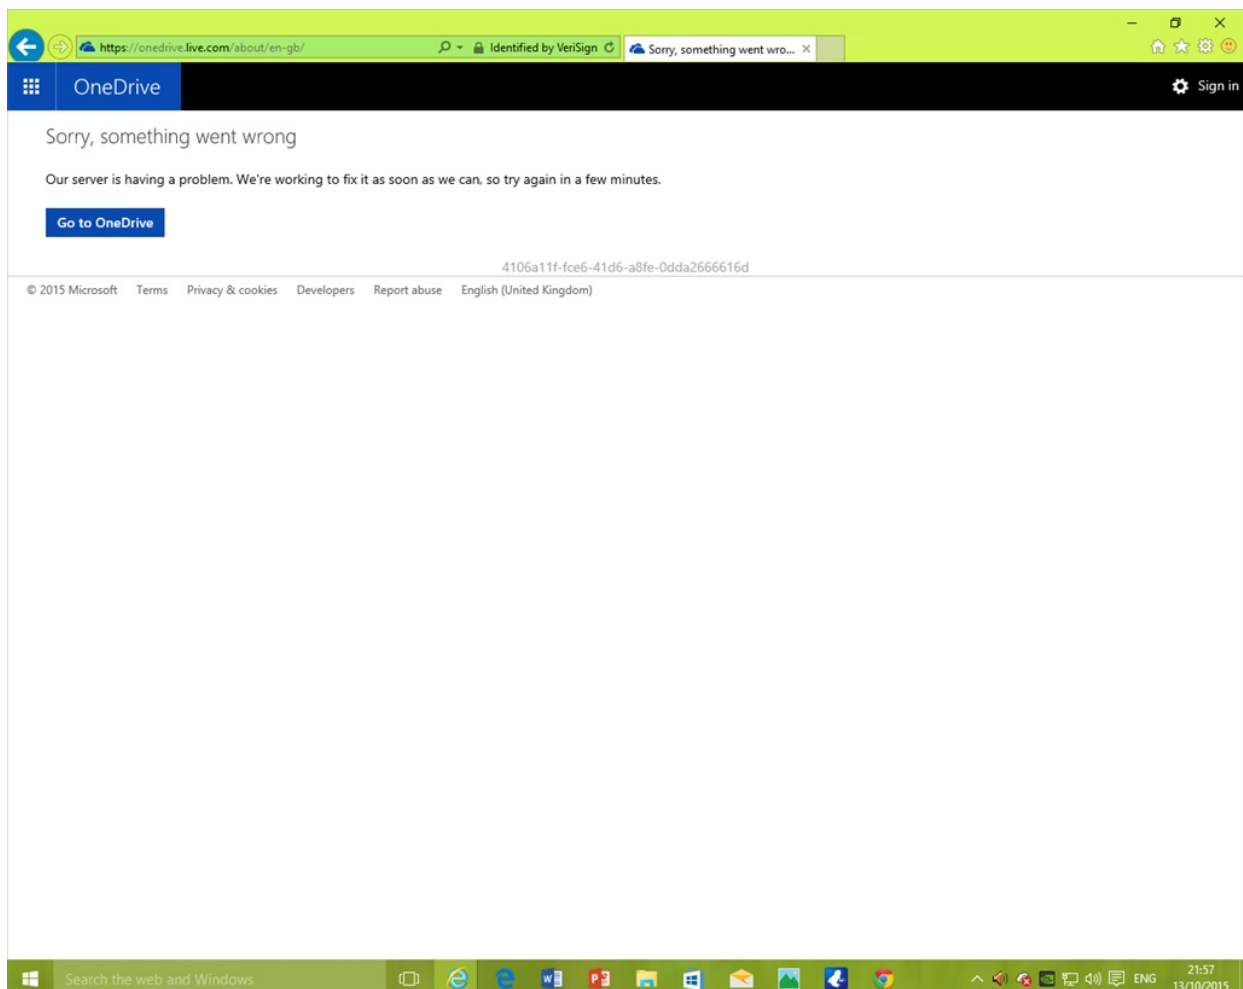 https://onedrive.live.com/about/en-gb/ Identified by VeriSign Sorry, something went wro...
OneDrive Sign in
Sorry, something went wrong
Our server is having a problem. We're working to fix it as soon as we can, so try again in a few minutes.
Go to OneDrive
4106a11f-fce6-41d6-a8fe-0dda2666616d
© 2015 Microsoft Terms Privacy & cookies Developers Report abuse English (United Kingdom)
Search the web and Windows ENG 21:57
13/10/2015